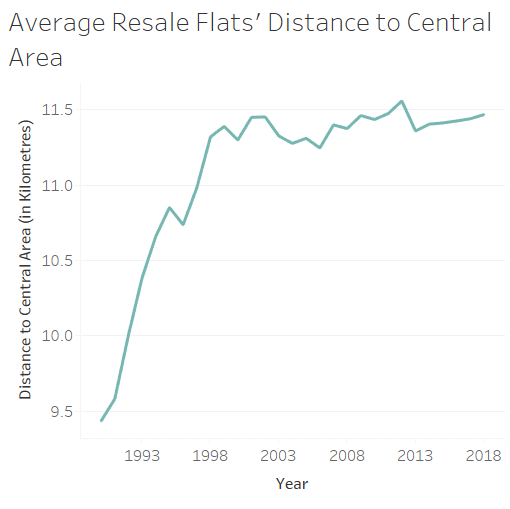 Average Resale Flats’ Distance to Central
Area
Distance to Central Area (in Kilometres)
11.5
11.0
10.5
10.0
9.5
1993 1998 2003 2008 2013 2018
Year